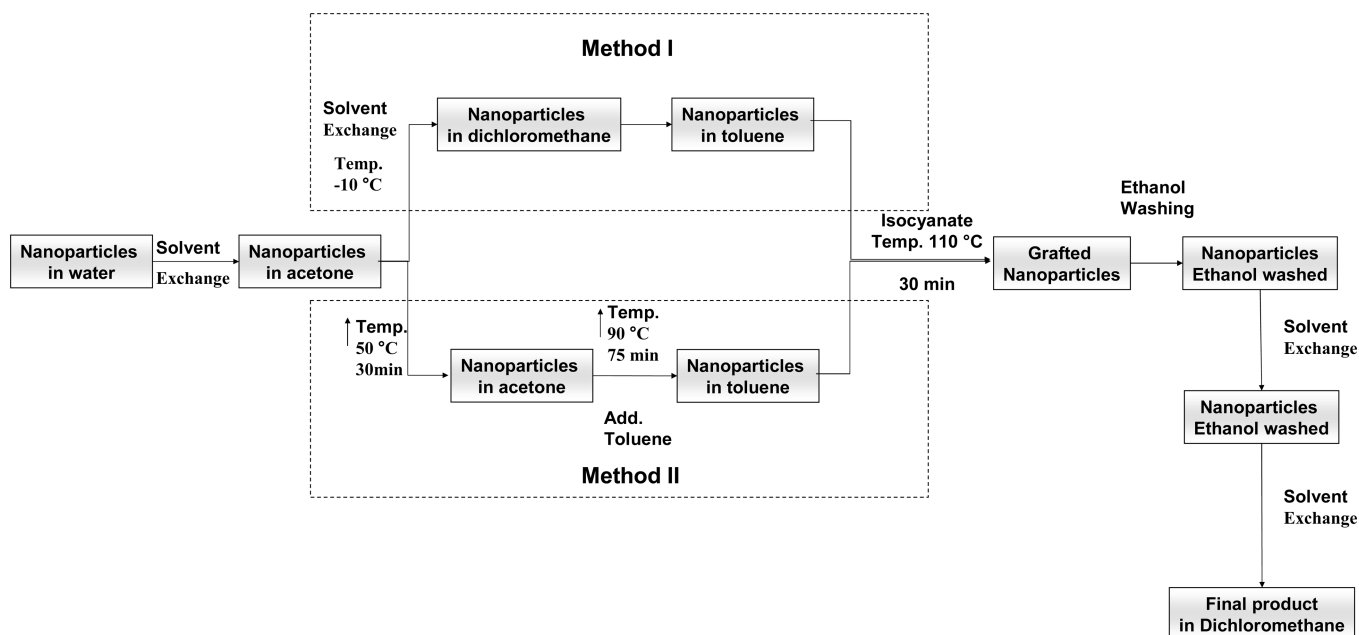 Method I
Solvent
Exchange
Temp.
-10 °C
Nanoparticles
in dichloromethane
Nanoparticles
in toluene
Nanoparticles
in water
Solvent
Exchange
Nanoparticles
in acetone
↑ Temp.
50 °C
30min
Nanoparticles
in acetone
↑ Temp.
90 °C
75 min
Add.
Toluene
Nanoparticles
in toluene
Method II
Isocyanate
Temp. 110 °C
30 min
Grafted
Nanoparticles
Ethanol
Washing
Nanoparticles
Ethanol washed
Solvent
Exchange
Nanoparticles
Ethanol washed
Solvent
Exchange
Final product
in Dichloromethane